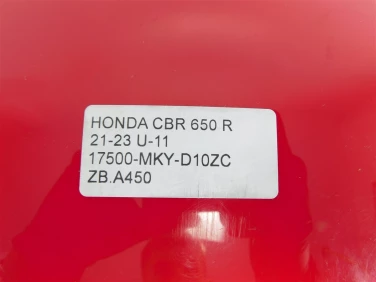 HONDA CBR 650 R
21-23 U-11
17500-MKY-D10ZC
ZB.A450